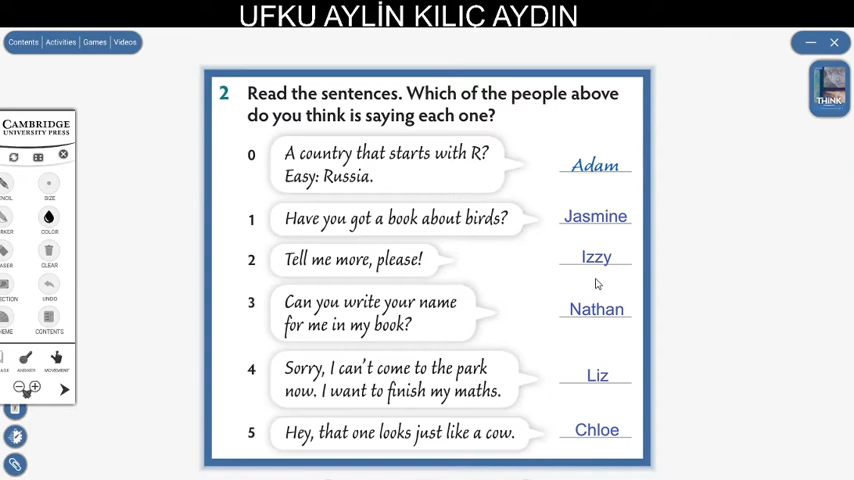 UFKU AYLİN KILIÇ AYDIN
Contents Activities Games Videos
CAMBRIDGE
UNIVERSITY PRESS
SIZE
COLOR
CLEAR
UNDO
CONTENTS
ANSWER
MOVEMENT
THINK
2 Read the sentences. Which of the people above
do you think is saying each one?
0 A country that starts with R?
Easy: Russia.
Adam
1 Have you got a book about birds?
Jasmine
2 Tell me more, please!
Izzy
3 Can you write your name
for me in my book?
Nathan
4 Sorry, I can't come to the park
now. I want to finish my maths.
Liz
5 Hey, that one looks just like a cow.
Chloe